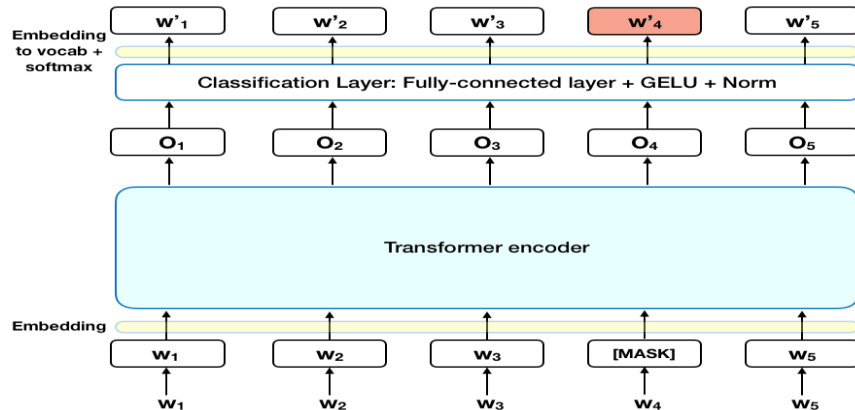 Embedding
to vocab +
softmax
W'₁ W'₂ W'₃ W'₄ W'₅
Classification Layer: Fully-connected layer + GELU + Norm
O₁ O₂ O₃ O₄ O₅
Transformer encoder
Embedding
W₁ W₂ W₃ [MASK] W₅
W₁ W₂ W₃ W₄ W₅